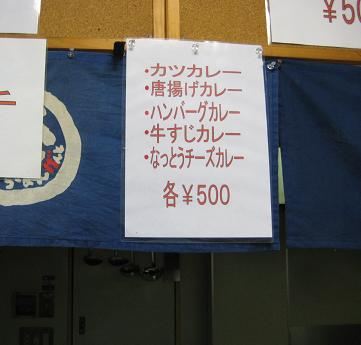 ¥50
・カツカレー
・唐揚げカレー
・ハンバーグカレー
・牛すじカレー
・なっとうチーズカレー
各¥500